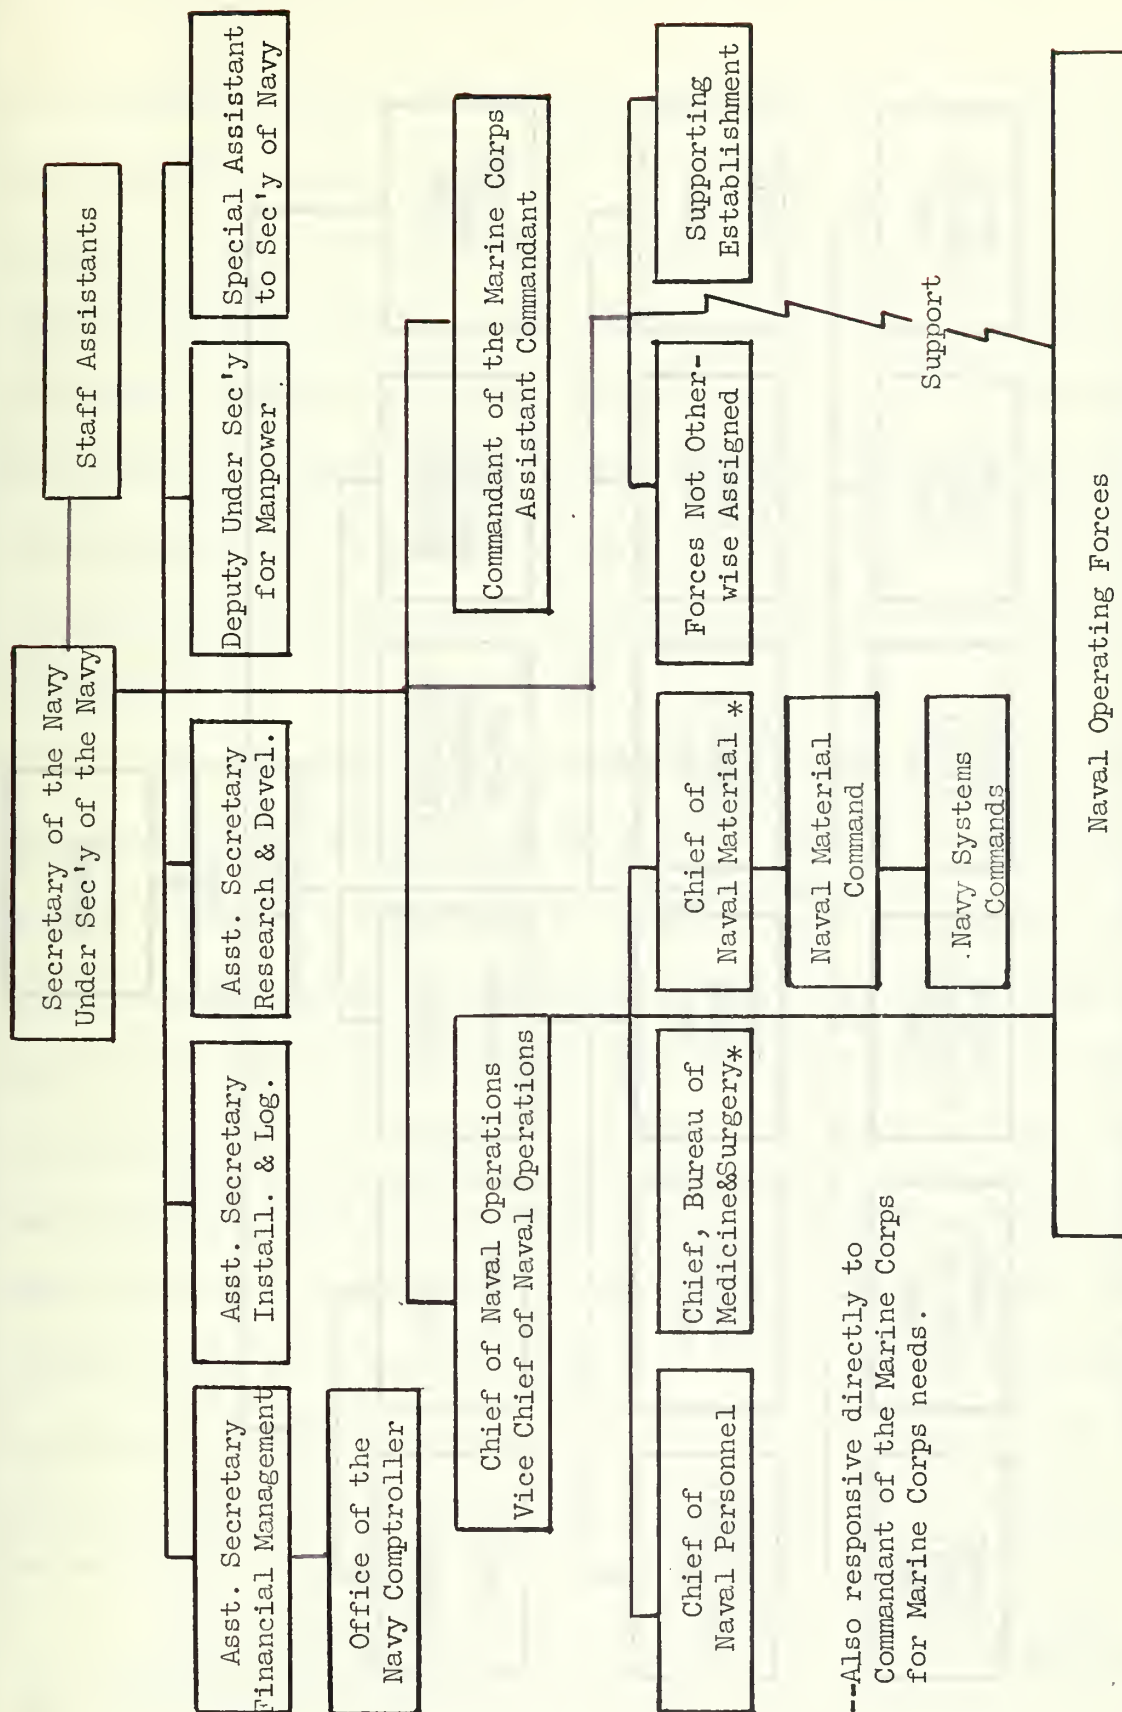 Secretary of the Navy
Under Sec'y of the Navy
Staff Assistants
Asst. Secretary
Financial Management
Asst. Secretary
Install. & Log.
Asst. Secretary
Research & Devel.
Deputy Under Sec'y
for Manpower
Special Assistant
to Sec'y of Navy
Office of the
Navy Comptroller
Chief of Naval Operations
Vice Chief of Naval Operations
Commandant of the Marine Corps
Assistant Commandant
Chief of
Naval Personnel
Chief, Bureau of
Medicine&Surgery*
Chief of
Naval Material *
Forces Not Other-
wise Assigned
Supporting
Establishment
Naval Material
Command
Navy Systems
Commands
Support
--Also responsive directly to
Commandant of the Marine Corps
for Marine Corps needs.
Naval Operating Forces